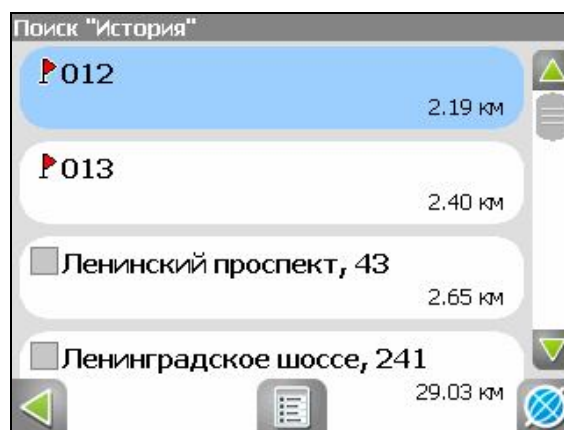 Поиск "История"
012
2.19 км
013
2.40 км
Ленинский проспект, 43
2.65 км
Ленинградское шоссе, 241
29.03 км